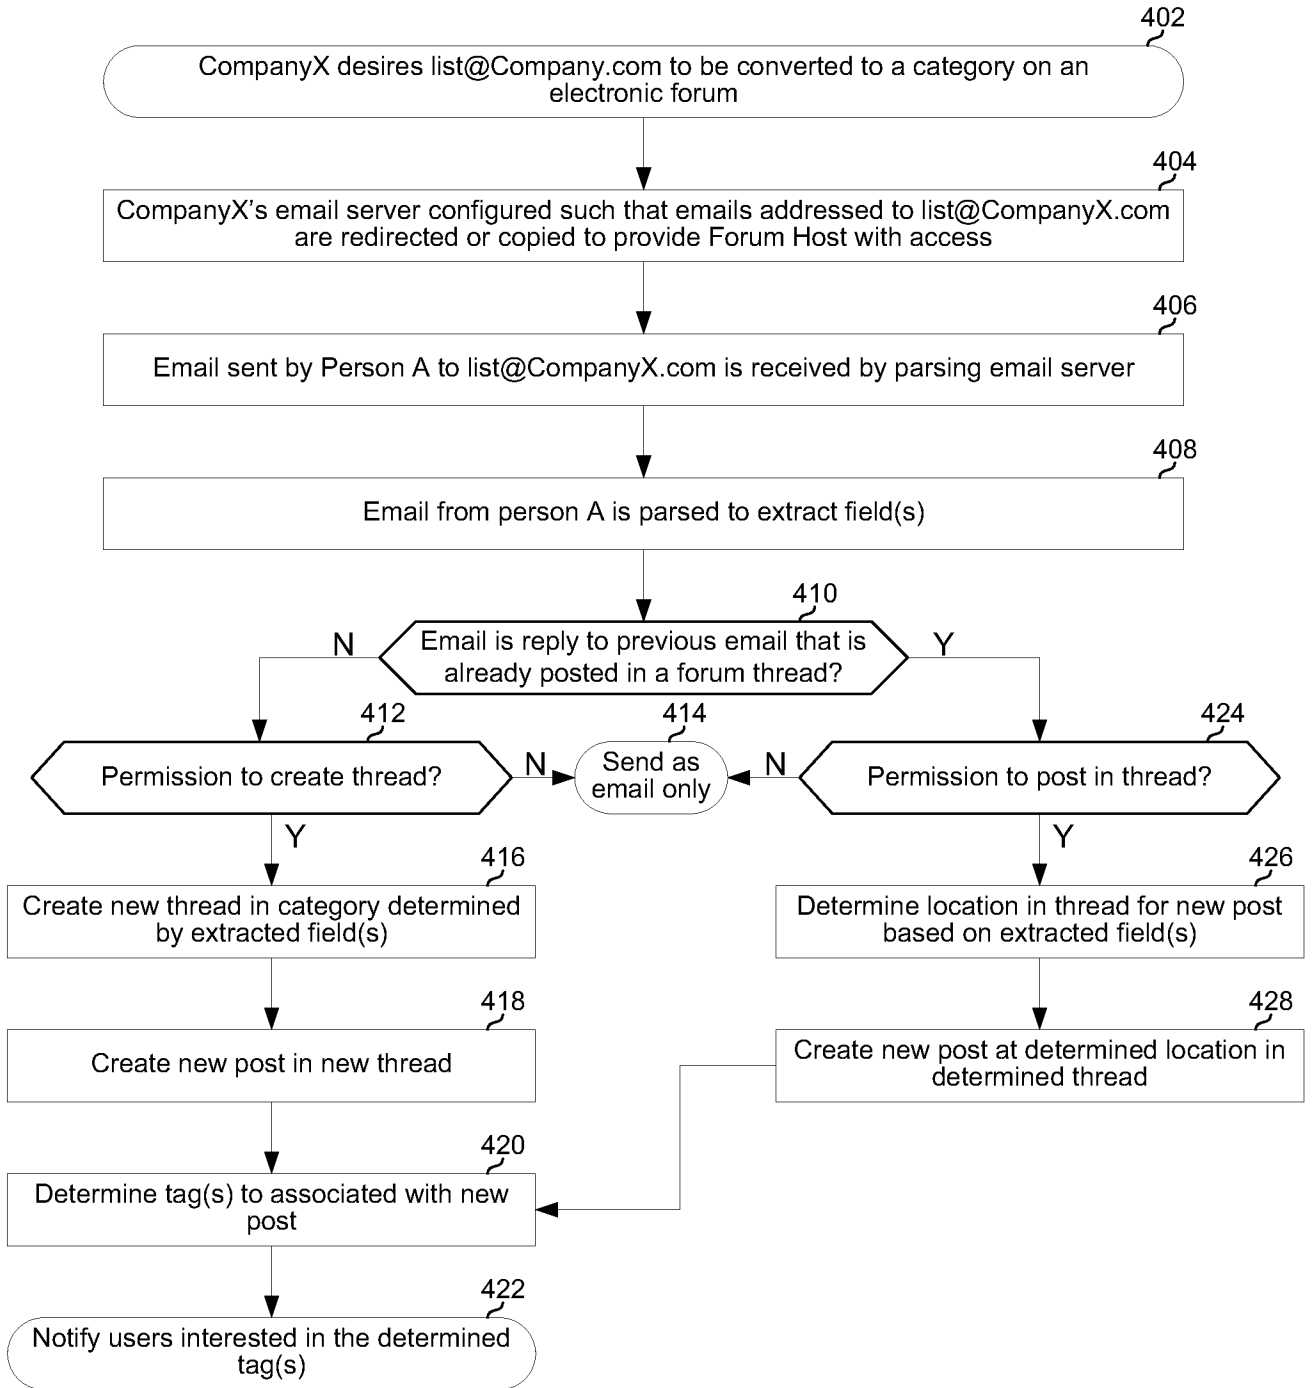 402
CompanyX desires list@Company.com to be converted to a category on an
electronic forum
404
CompanyX's email server configured such that emails addressed to list@CompanyX.com
are redirected or copied to provide Forum Host with access
406
Email sent by Person A to list@CompanyX.com is received by parsing email server
408
Email from person A is parsed to extract field(s)
410
Email is reply to previous email that is
already posted in a forum thread?
N
Y
412
Permission to create thread?
N
414
Send as
email only
N
424
Permission to post in thread?
Y
Y
416
Create new thread in category determined
by extracted field(s)
426
Determine location in thread for new post
based on extracted field(s)
418
Create new post in new thread
428
Create new post at determined location in
determined thread
420
Determine tag(s) to associated with new
post
422
Notify users interested in the determined
tag(s)